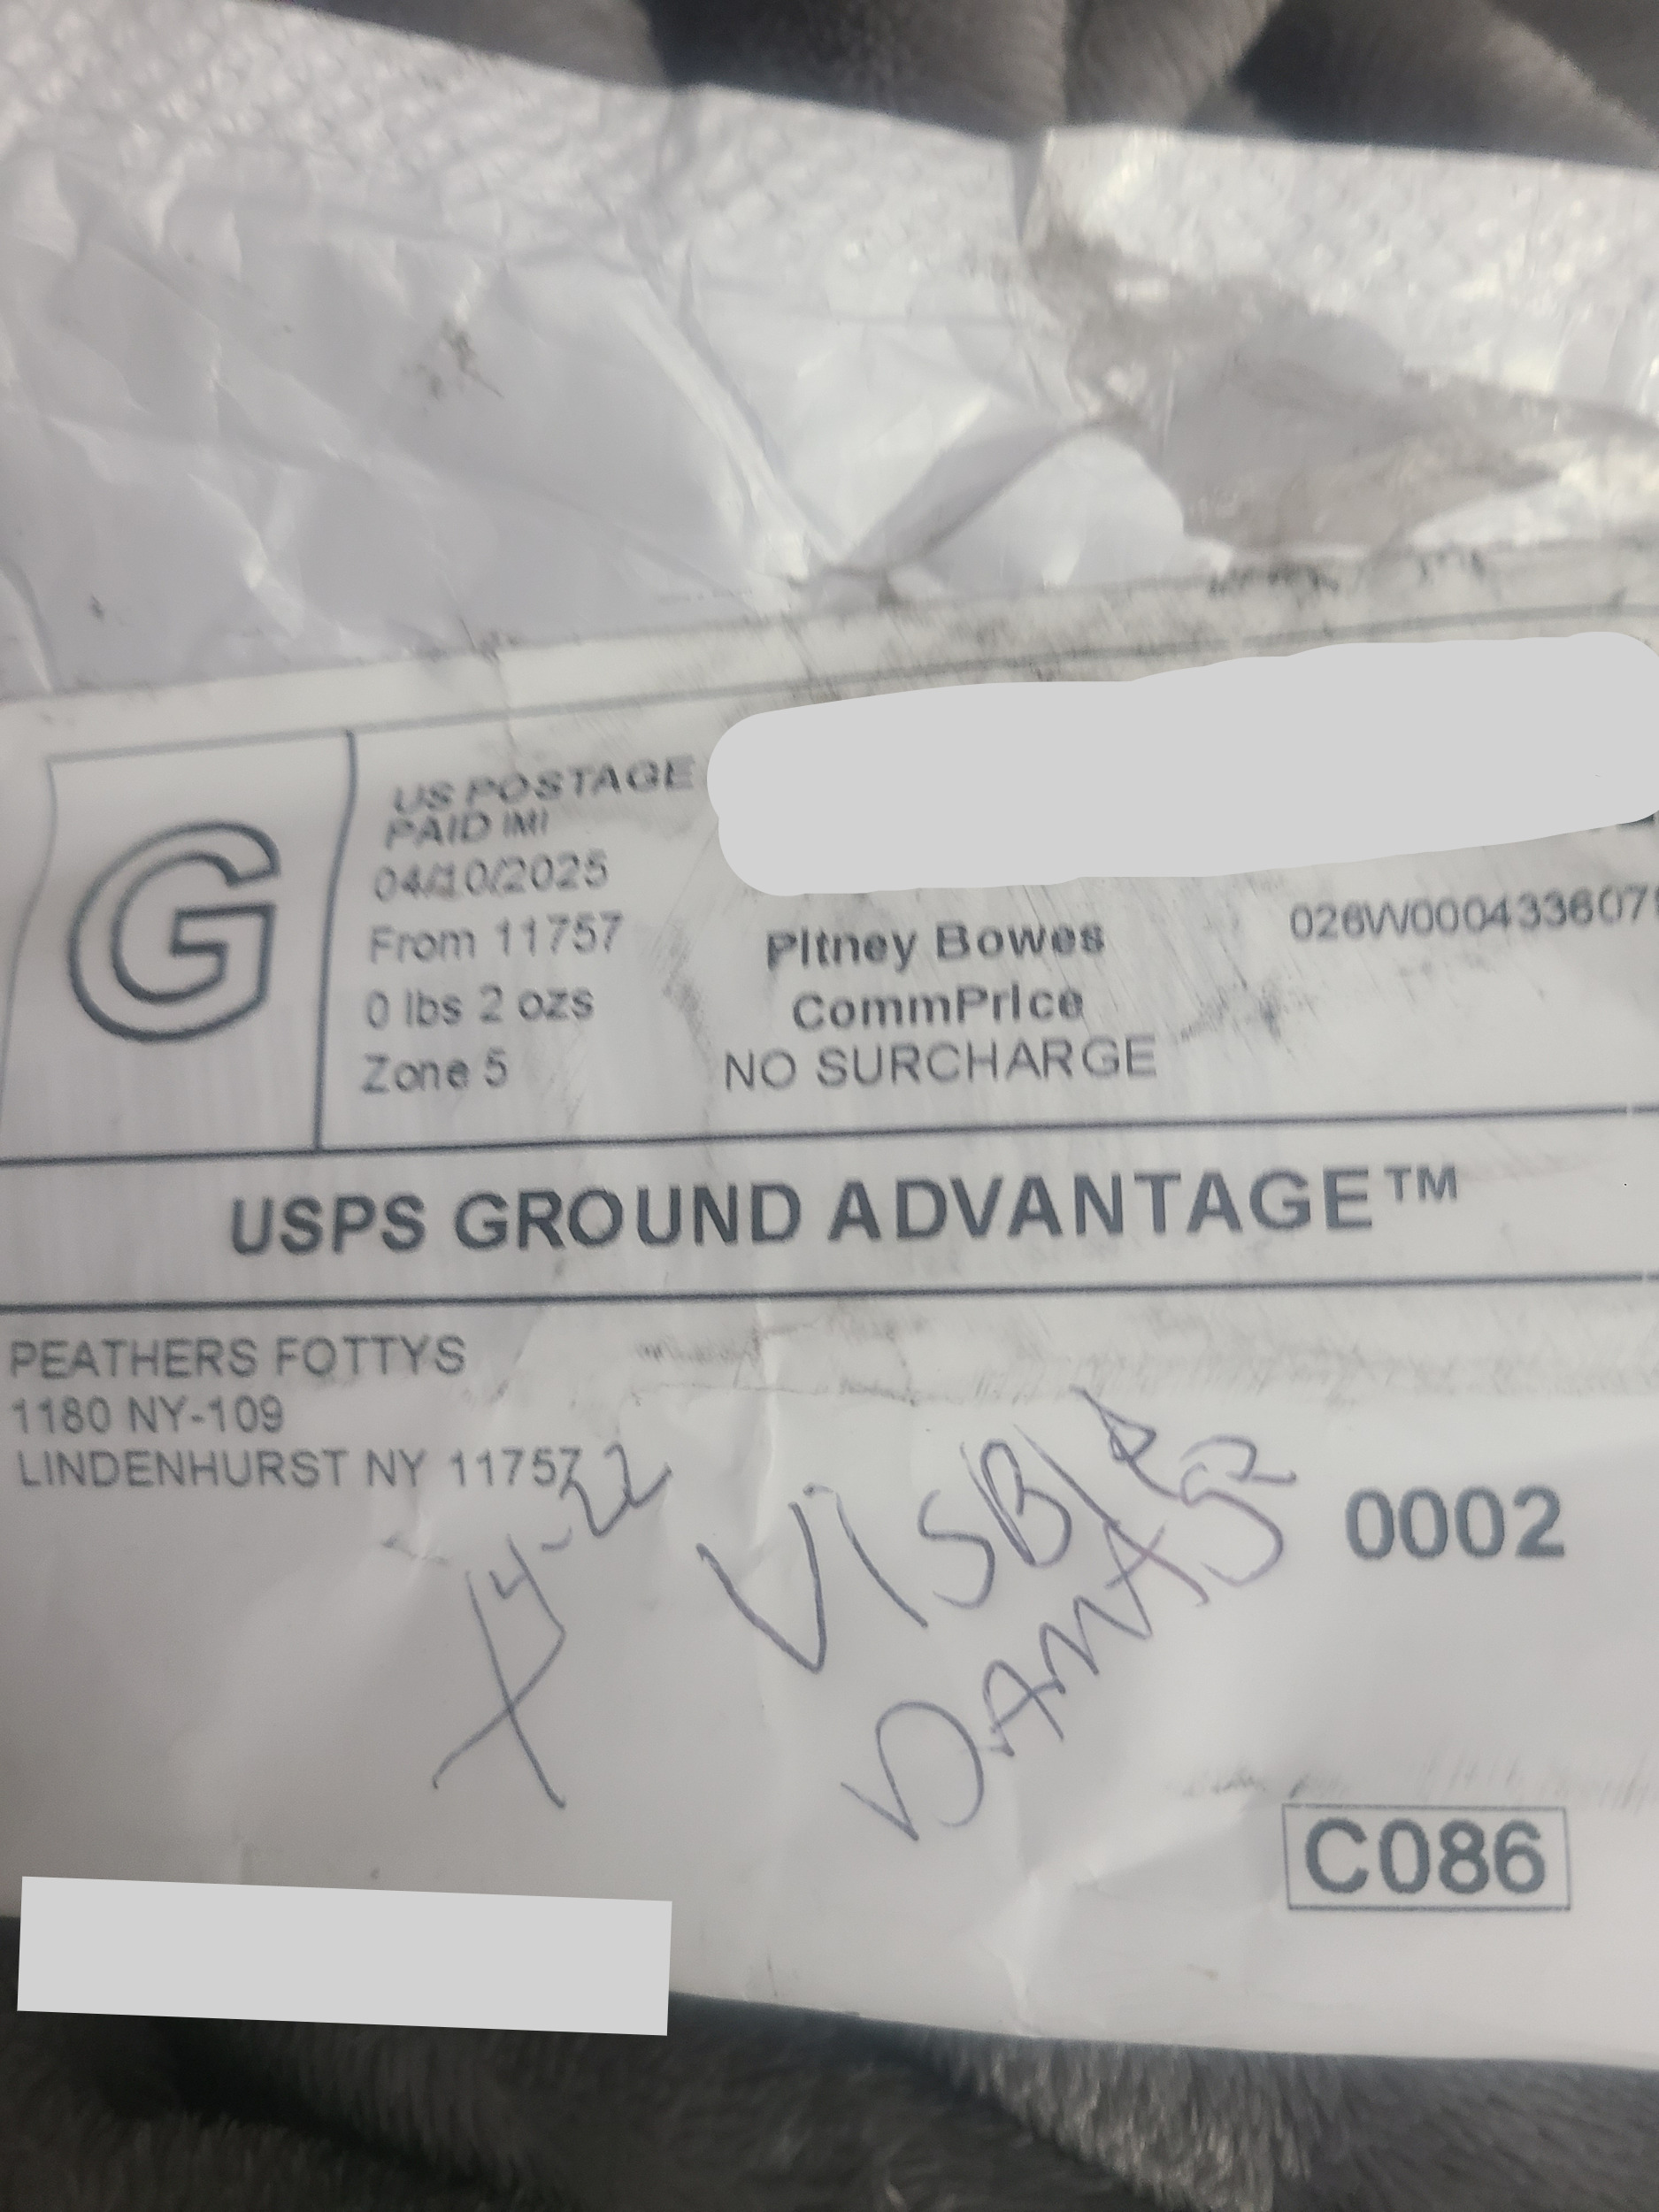 G
US POSTAGE
PAID IMI
04/10/2025
From 11757
0 lbs 2 ozs
Zone 5
Pitney Bowes
CommPrice
NO SURCHARGE
026W000433607
USPS GROUND ADVANTAGE™
PEATHERS FOTTYS
1180 NY-109
LINDENHURST NY 11757
0002
X 4-22
VISBLE
DAMAGE
C086